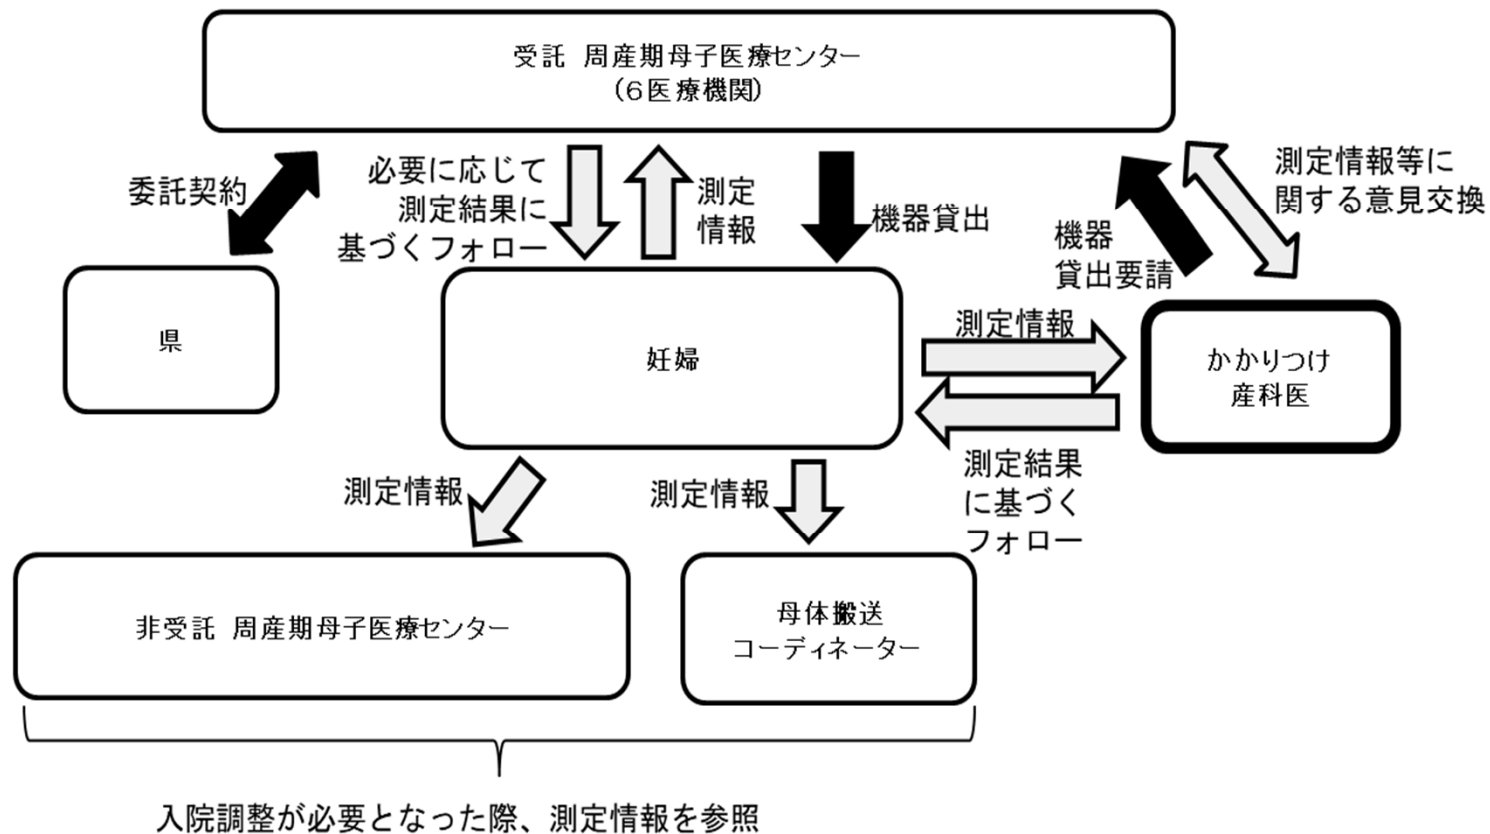 受託 周産期母子医療センター
(6医療機関)
委託契約
必要に応じて
測定結果に
基づくフォロー
測定
情報
機器貸出
機器
貸出要請
測定情報等に
関する意見交換
県
妊婦
測定情報
かかりつけ
産科医
測定結果
に基づく
フォロー
測定情報
測定情報
非受託 周産期母子医療センター
母体搬送
コーディネーター
入院調整が必要となった際、測定情報を参照